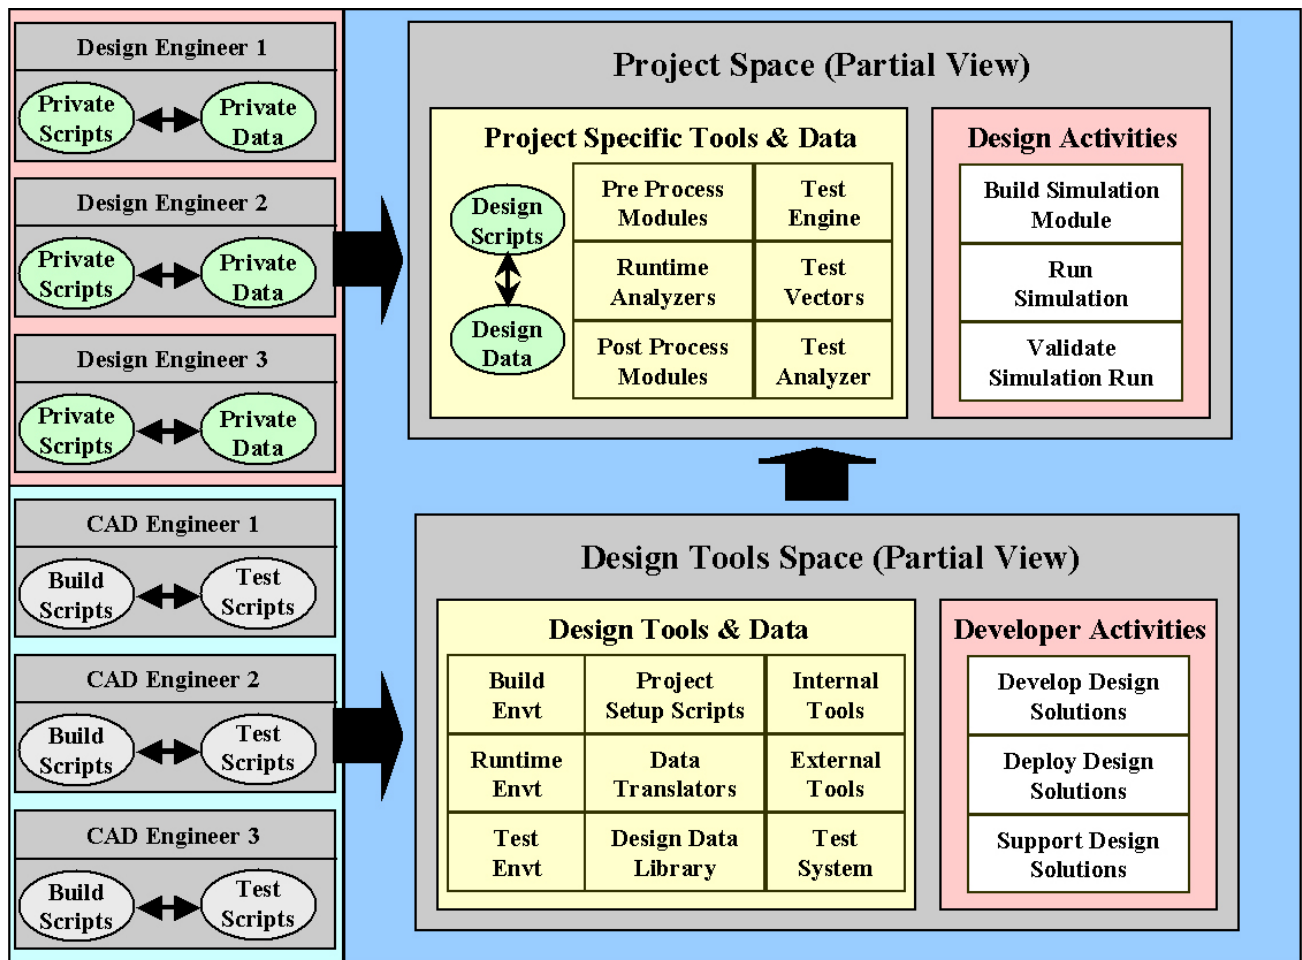 Design Engineer 1
Private
Scripts
Private
Data
Design Engineer 2
Private
Scripts
Private
Data
Design Engineer 3
Private
Scripts
Private
Data
CAD Engineer 1
Build
Scripts
Test
Scripts
CAD Engineer 2
Build
Scripts
Test
Scripts
CAD Engineer 3
Build
Scripts
Test
Scripts
Project Space (Partial View)
Project Specific Tools & Data
Design
Scripts
Design
Data
Pre Process
Modules
Test
Engine
Runtime
Analyzers
Test
Vectors
Post Process
Modules
Test
Analyzer
Design Activities
Build Simulation
Module
Run
Simulation
Validate
Simulation Run
Design Tools Space (Partial View)
Design Tools & Data
Build
Envt
Project
Setup Scripts
Internal
Tools
Runtime
Envt
Data
Translators
External
Tools
Test
Envt
Design Data
Library
Test
System
Developer Activities
Develop Design
Solutions
Deploy Design
Solutions
Support Design
Solutions